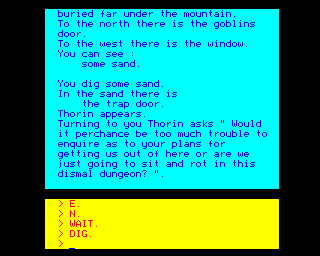 buried far under the mountain.
To the north there is the goblins
door.
To the west there is the window.
You can see :
some sand.
You dig some sand.
In the sand there is
the trap door.
Thorin appears.
Turning to you Thorin asks " Would
it perchance be too much trouble to
enquire as to your plans for
getting us out of here or are we
just going to sit and rot in this
dismal dungeon? ".
> E.
> N.
> WAIT.
> DIG.
> _